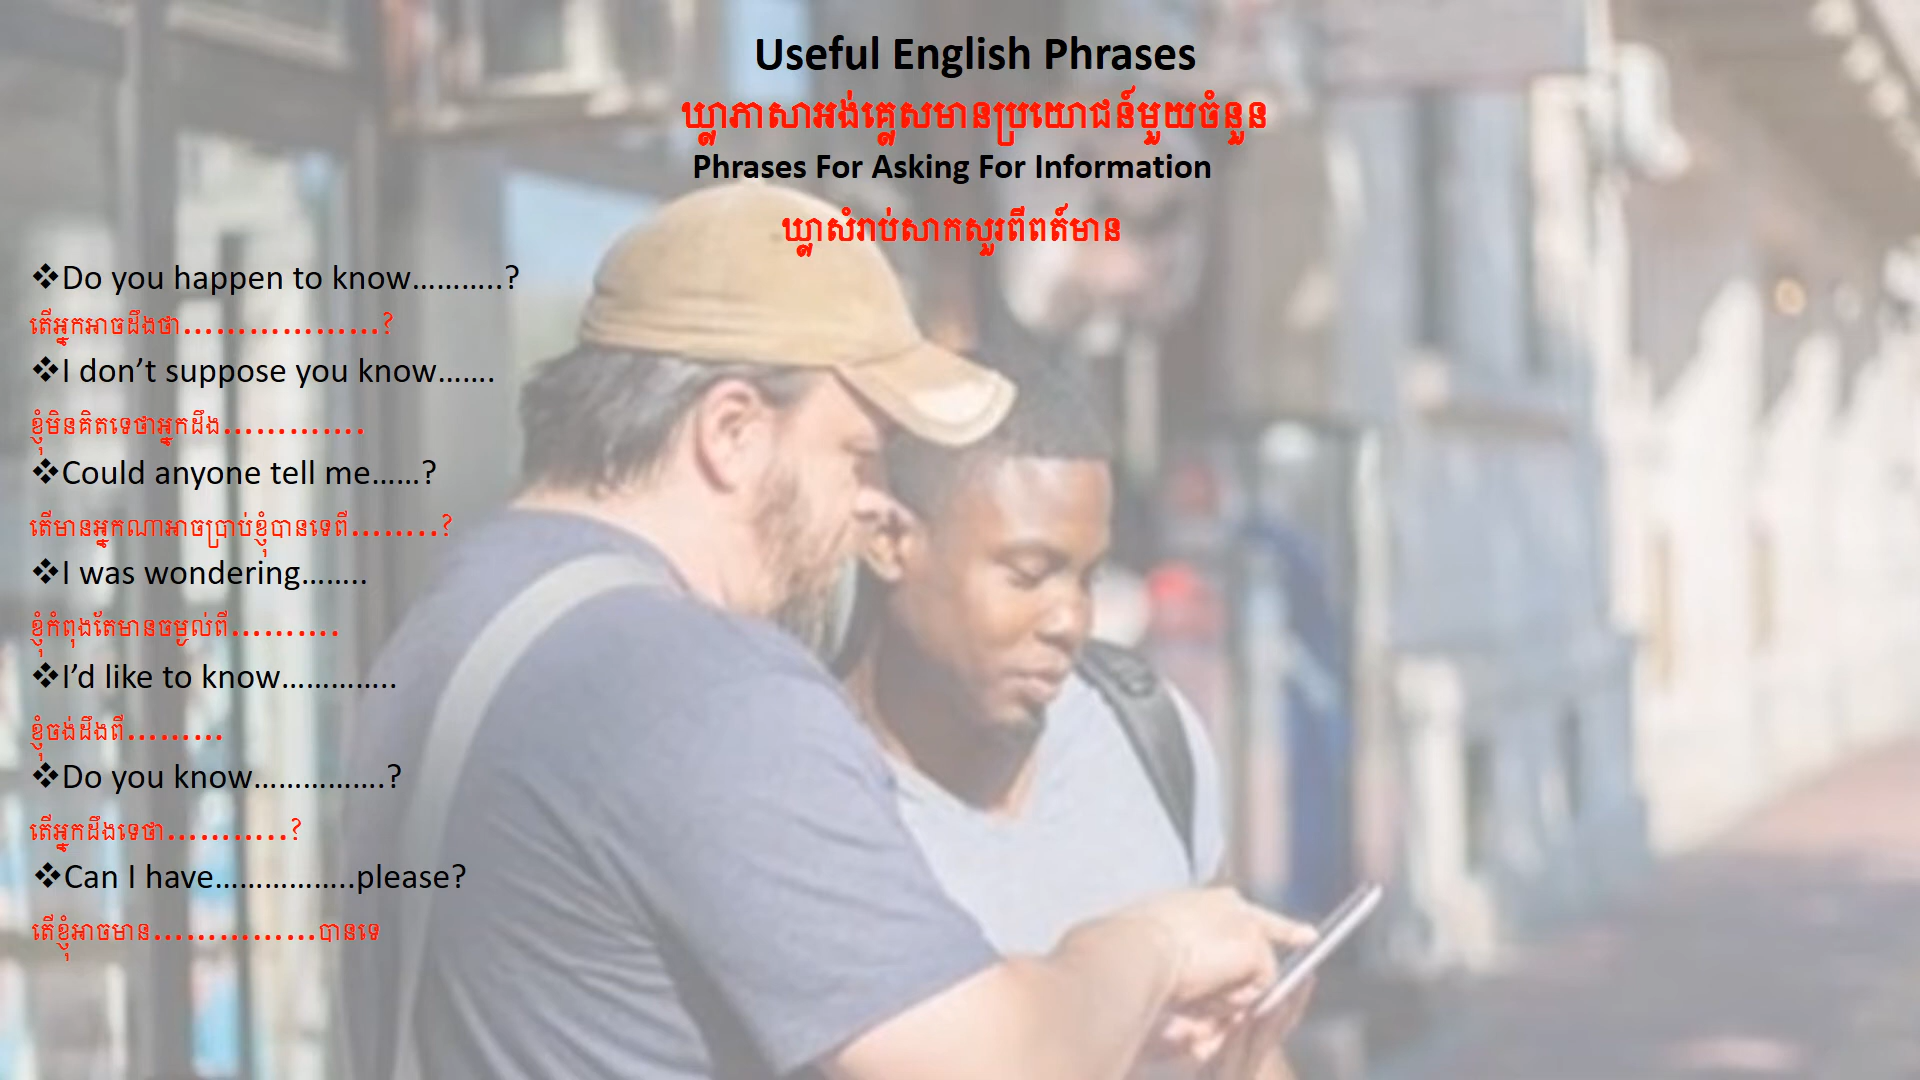 Useful English Phrases
ឃ្លាភាសាអង់គ្លេសមានប្រយោជន៍មួយចំនួន
Phrases For Asking For Information
ឃ្លាសំរាប់សាកសួរពីពត៍មាន
❖Do you happen to know………..?
តើអ្នកអាចដឹងថា………………?
❖I don’t suppose you know…….
ខ្ញុំមិនគិតទេថាអ្នកដឹង………….
❖Could anyone tell me……?
តើមានអ្នកណាអាចប្រាប់ខ្ញុំបានទេពី……..?
❖I was wondering……..
ខ្ញុំកំពុងតែមានចម្ងល់ពី……….
❖I’d like to know…………..
ខ្ញុំចង់ដឹងពី………
❖Do you know…………….?
តើអ្នកដឹងទេថា………..?
❖Can I have……………..please?
តើខ្ញុំអាចមាន……………បានទេ